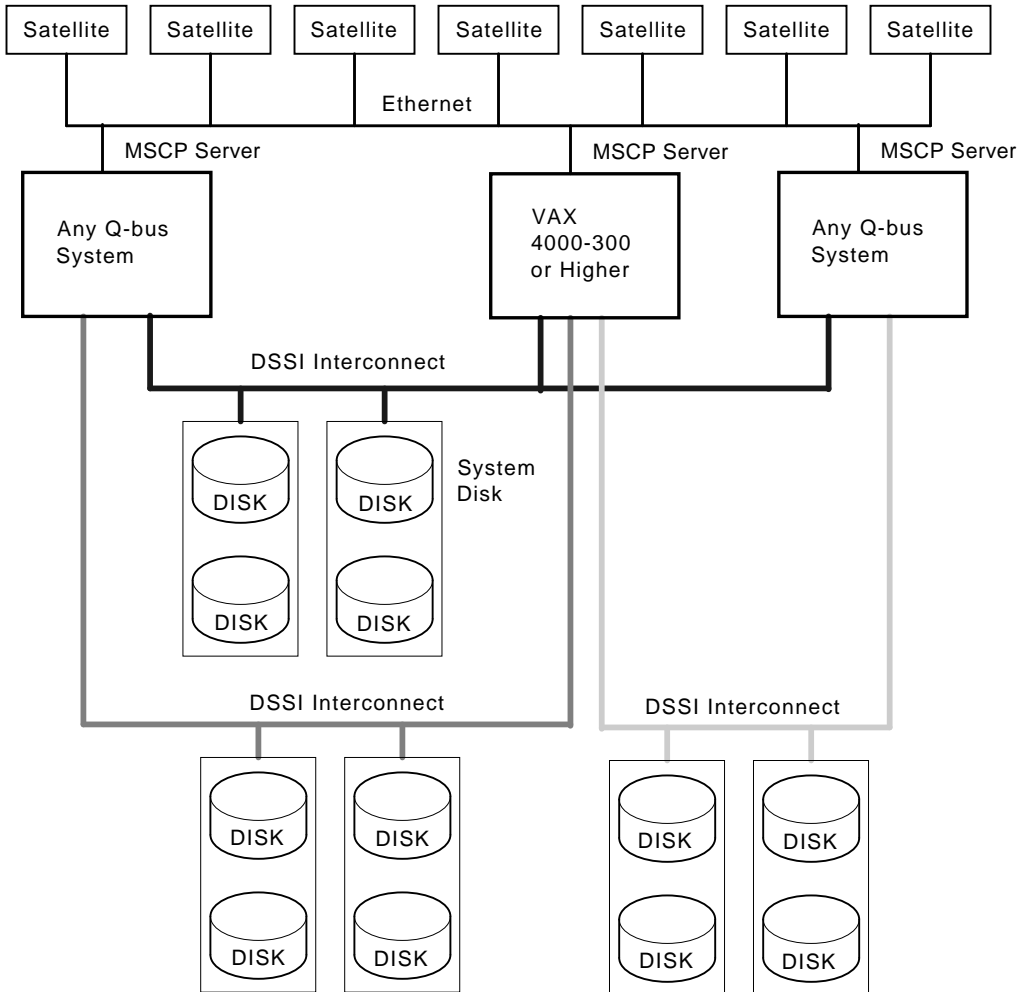 Satellite
Satellite
Satellite
Satellite
Satellite
Satellite
Satellite
Ethernet
MSCP Server
MSCP Server
MSCP Server
Any Q-bus
System
VAX
4000-300
or Higher
Any Q-bus
System
DSSI Interconnect
DISK
DISK
System
Disk
DISK
DISK
DSSI Interconnect
DSSI Interconnect
DISK
DISK
DISK
DISK
DISK
DISK
DISK
DISK